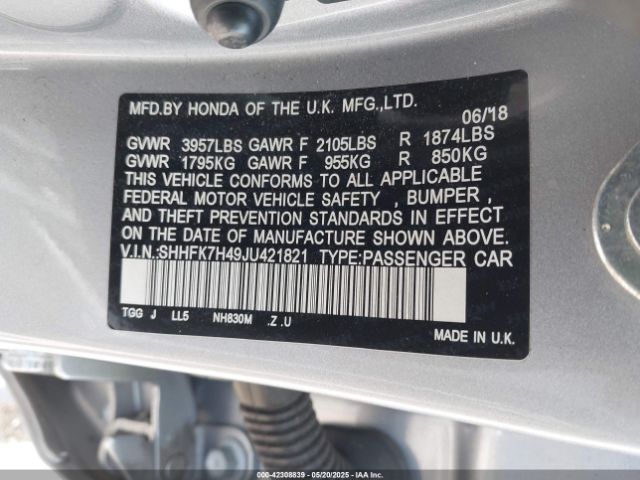 MFD.BY HONDA OF THE U.K. MFG.,LTD.
06/'18
GVWR 3957LBS GAWR F 2105LBS R 1874LBS
GVWR 1795KG GAWR F 955KG R 850KG
THIS VEHICLE CONFORMS TO ALL APPLICABLE
FEDERAL MOTOR VEHICLE SAFETY , BUMPER ,
AND THEFT PREVENTION STANDARDS IN EFFECT
ON THE DATE OF MANUFACTURE SHOWN ABOVE.
V.I.N:SHHFK7H49JU421821 TYPE:PASSENGER CAR
TGG J LL5 NH830M .Z .U
MADE IN U.K.
000-42308839 - 05/20/2025 - IAAI.COM